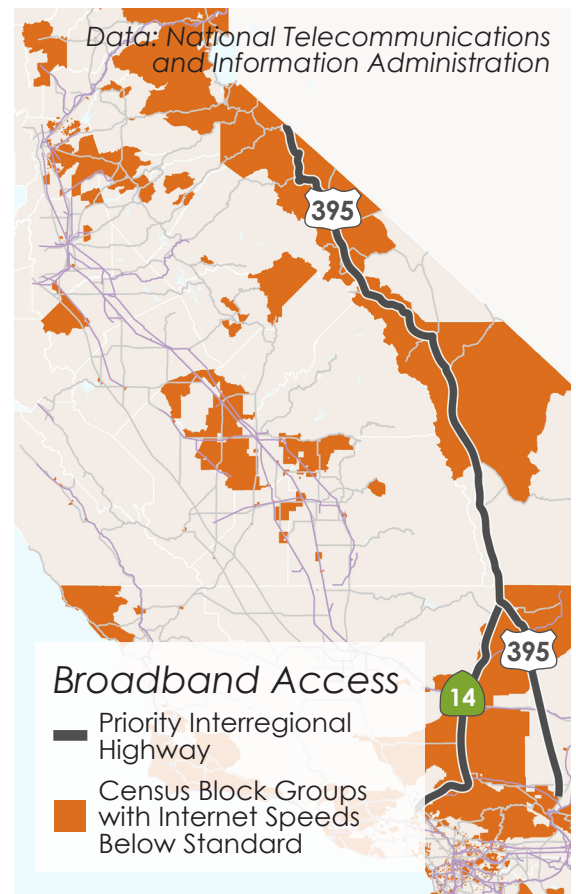 Data: National Telecommunications
and Information Administration
395
395
14
Broadband Access
Priority Interregional
Highway
Census Block Groups
with Internet Speeds
Below Standard